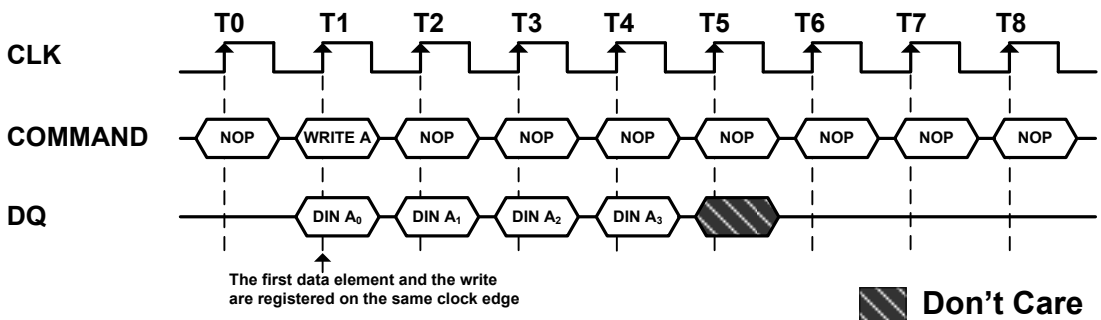 T0 T1 T2 T3 T4 T5 T6 T7 T8
CLK
COMMAND NOP WRITE A NOP NOP NOP NOP NOP NOP NOP
DQ DIN A₀ DIN A₁ DIN A₂ DIN A₃
The first data element and the write
are registered on the same clock edge
Don't Care